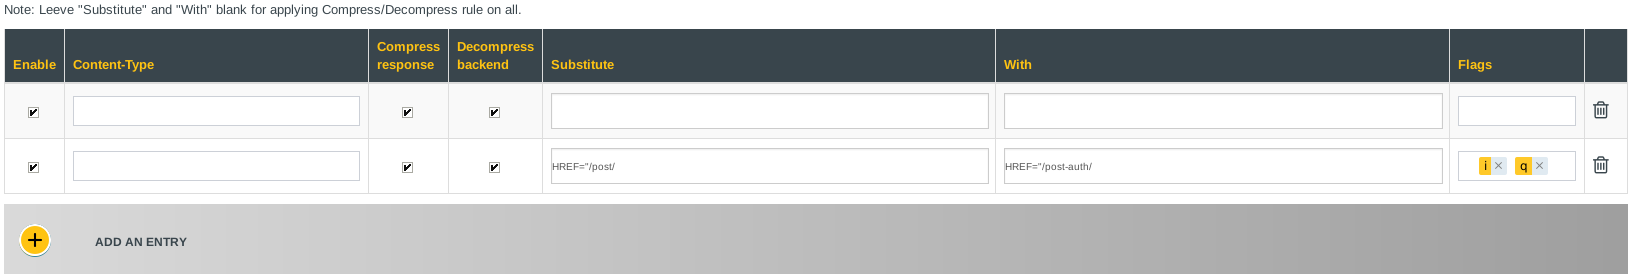 Note: Leeve "Substitute" and "With" blank for applying Compress/Decompress rule on all.
Enable Content-Type Compress response Decompress backend Substitute With Flags
HREF="/post/ HREF="/post-auth/ i × q ×
ADD AN ENTRY